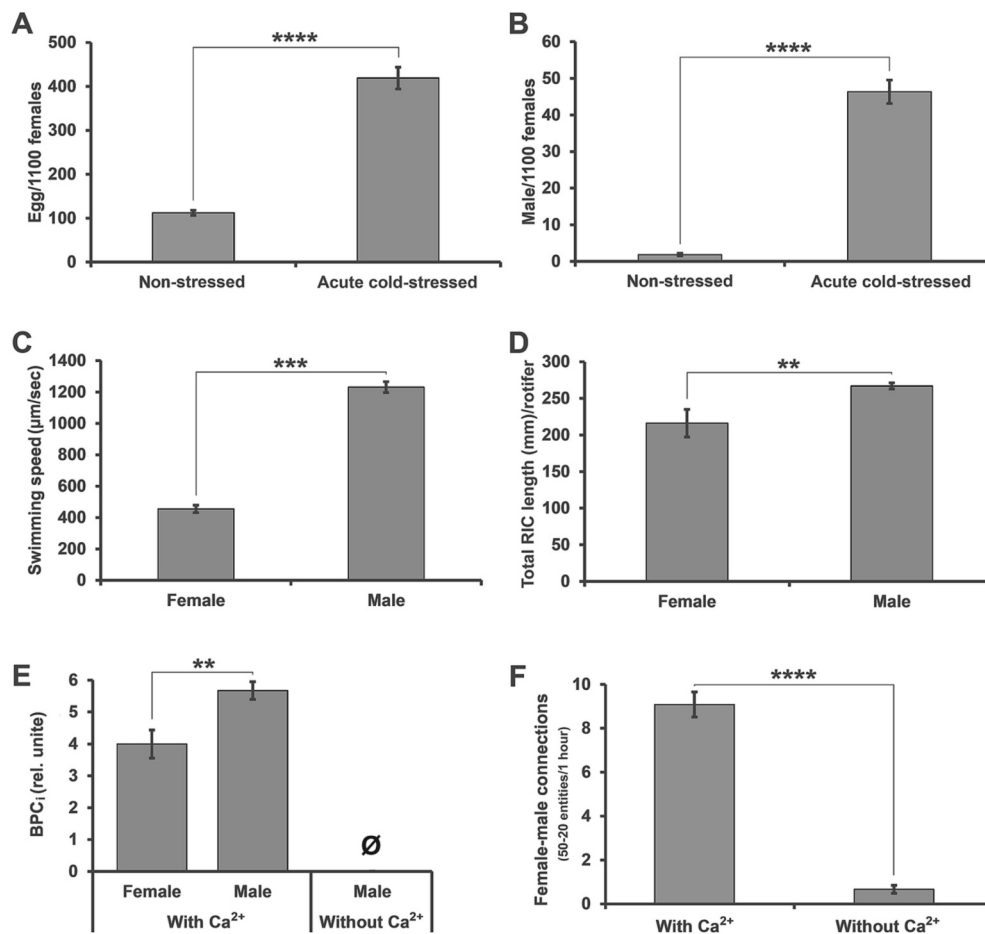 A
Egg/1100 females
500
400
300
200
100
0
****
Non-stressed Acute cold-stressed
B
Male/1100 females
60
50
40
30
20
10
0
****
Non-stressed Acute cold-stressed
C
Swimming speed (µm/sec)
1400
1200
1000
800
600
400
200
0
***
Female Male
D
Total RIC length (mm)/rotifer
300
250
200
150
100
50
0
**
Female Male
E
BPCi (rel. unite)
6
5
4
3
2
1
0
**
Ø
Female Male Male
With Ca2+ Without Ca2+
F
Female-male connections
(50-20 entities/1 hour)
10
8
6
4
2
0
****
With Ca2+ Without Ca2+